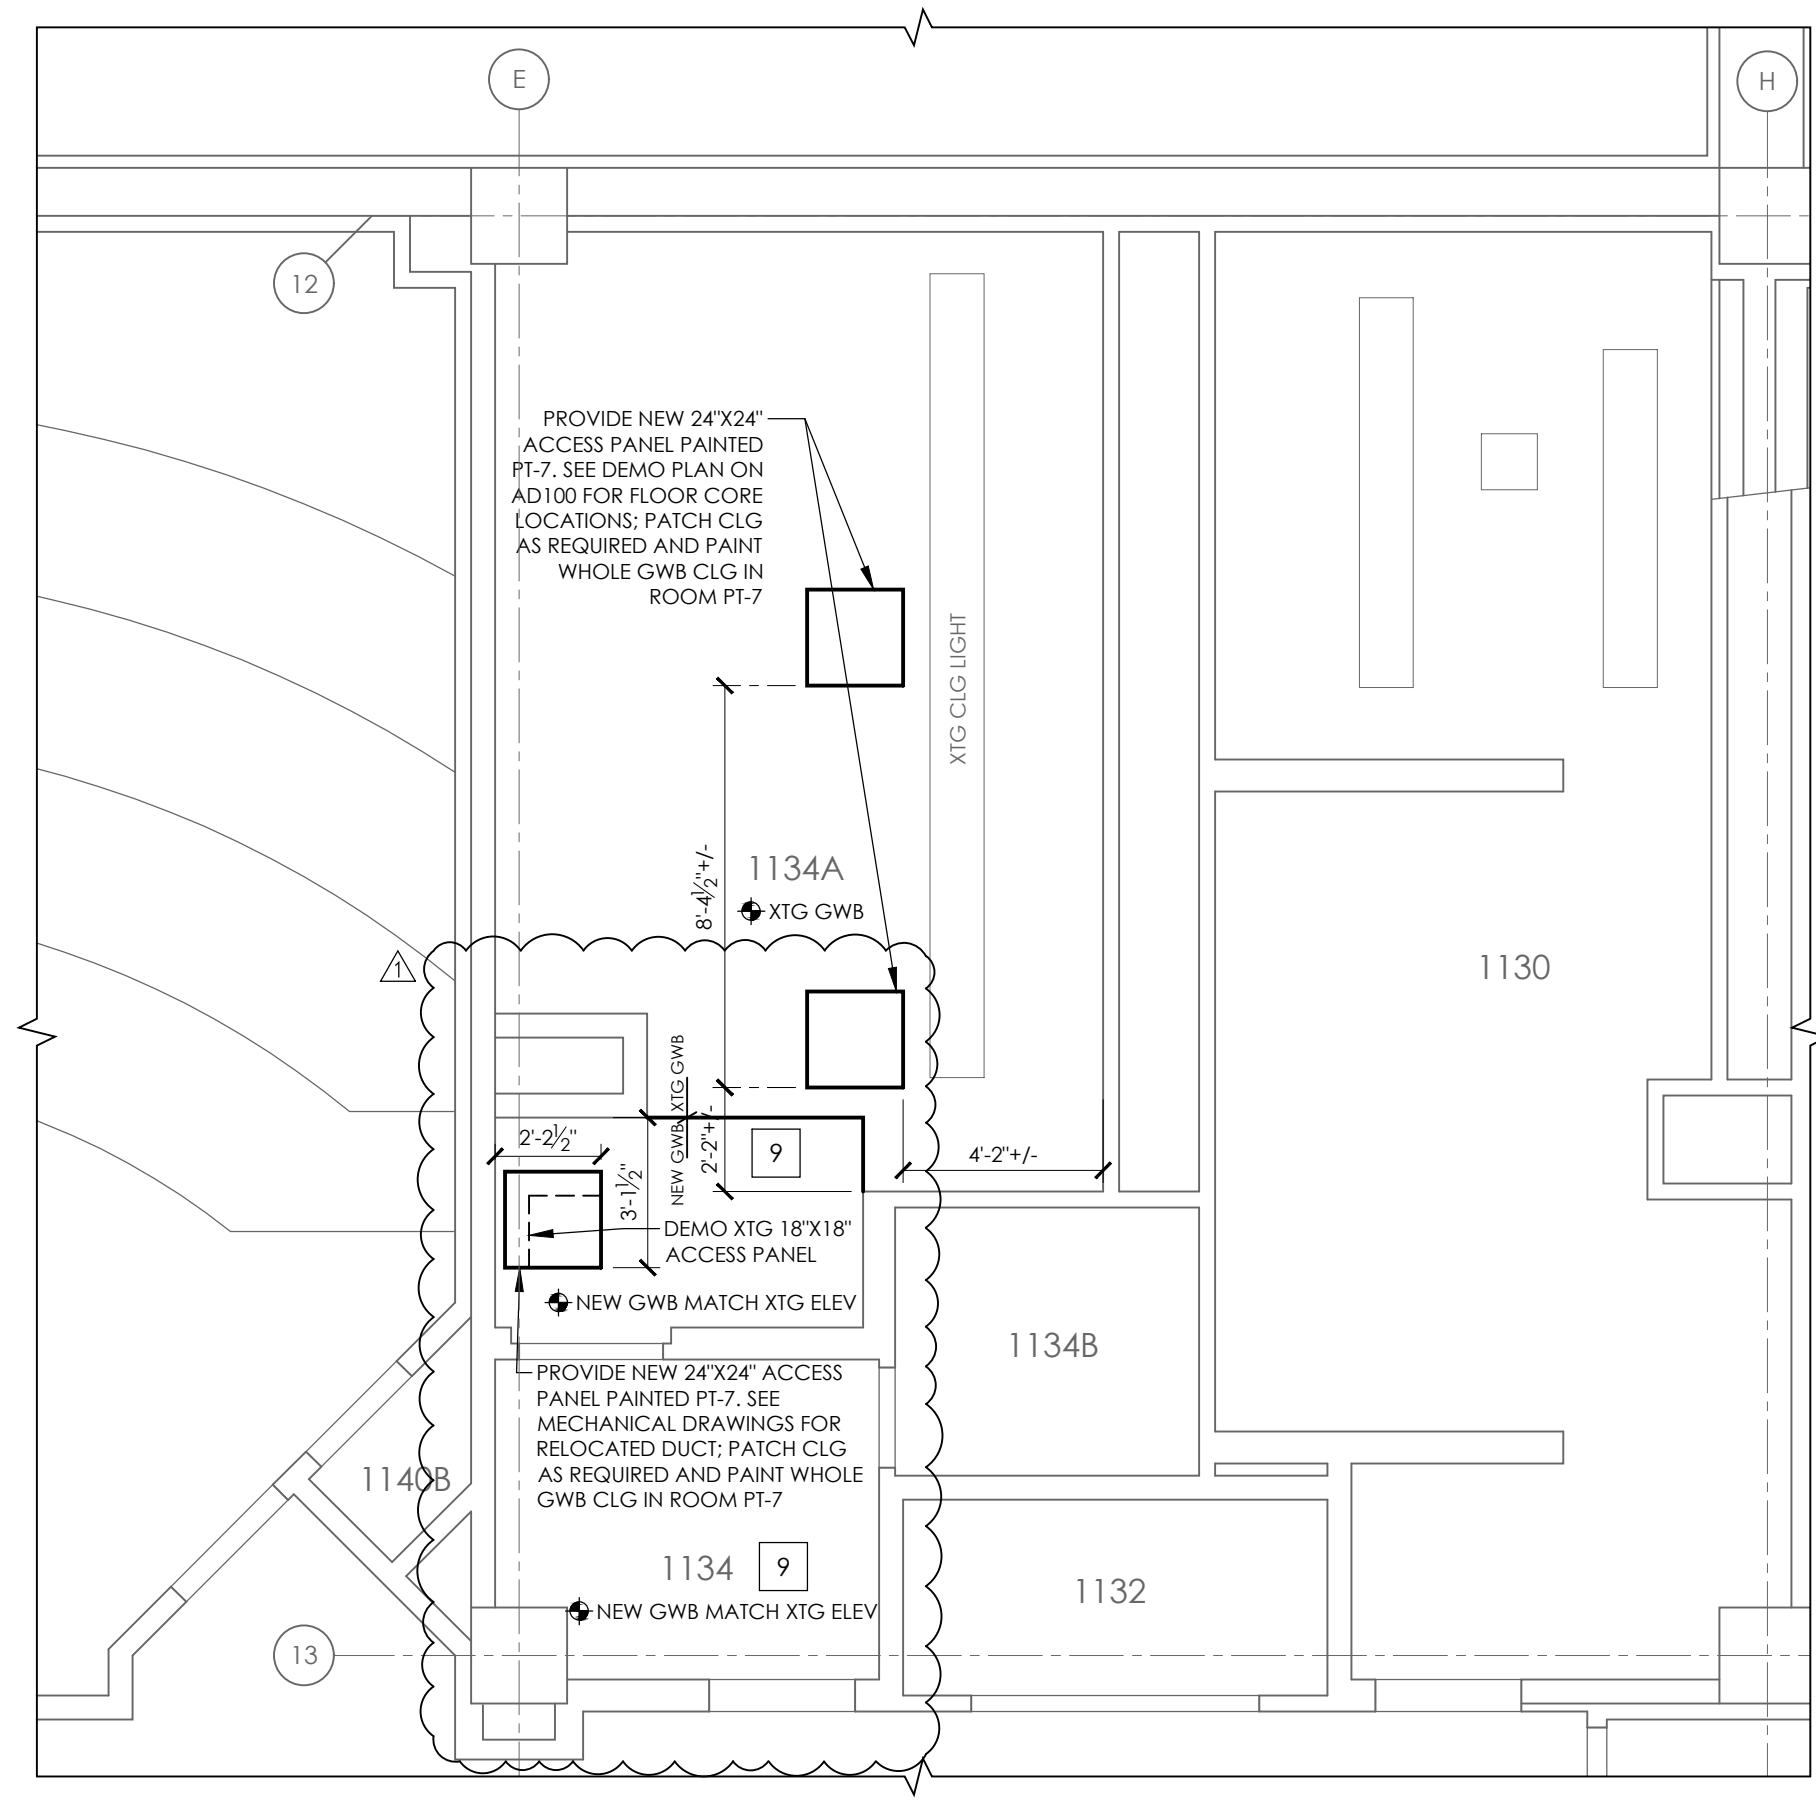 E
H
12
PROVIDE NEW 24"X24"
ACCESS PANEL PAINTED
PT-7. SEE DEMO PLAN ON
AD100 FOR FLOOR CORE
LOCATIONS; PATCH CLG
AS REQUIRED AND PAINT
WHOLE GWB CLG IN
ROOM PT-7
XTG CLG LIGHT
8'-4½"+/-
1134A
XTG GWB
1
1130
NEW GWB
XTG GWB
2'-2"+/-
2'-2½"
9
4'-2"+/-
3'-1½"
DEMO XTG 18"X18"
ACCESS PANEL
NEW GWB MATCH XTG ELEV
1134B
PROVIDE NEW 24"X24" ACCESS
PANEL PAINTED PT-7. SEE
MECHANICAL DRAWINGS FOR
RELOCATED DUCT; PATCH CLG
AS REQUIRED AND PAINT WHOLE
GWB CLG IN ROOM PT-7
1140B
1134
9
1132
NEW GWB MATCH XTG ELEV
13